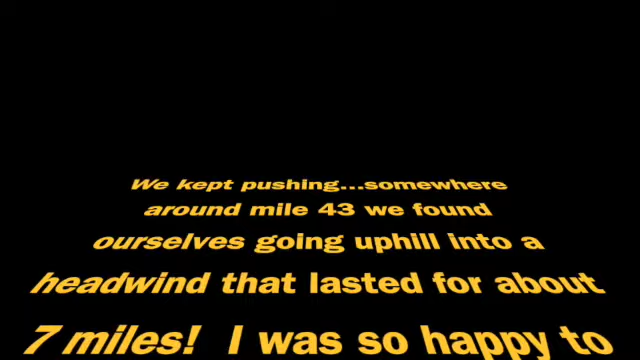 We kept pushing...somewhere
around mile 43 we found
ourselves going uphill into a
headwind that lasted for about
7 miles!  I was so happy to